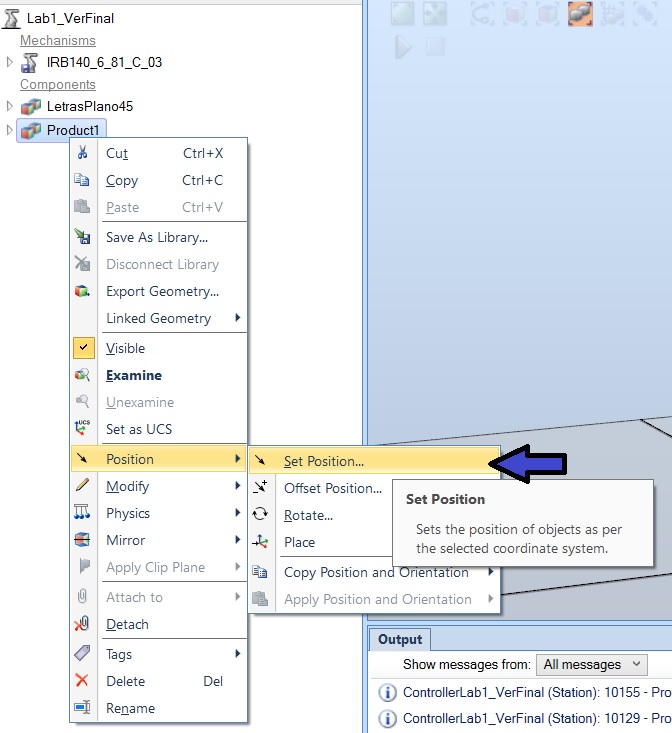 Lab1_VerFinal
Mechanisms
IRB140_6_81_C_03
Components
LetrasPlano45
Product1
Cut Ctrl+X
Copy Ctrl+C
Paste Ctrl+V
Save As Library...
Disconnect Library
Export Geometry...
Linked Geometry
Visible
Examine
Unexamine
UCS Set as UCS
Position
Set Position...
Modify
Offset Position...
Physics
Rotate...
Mirror
Place
Apply Clip Plane
Copy Position and Orientation
Attach to
Apply Position and Orientation
Detach
Tags
Delete Del
Rename
Set Position
Sets the position of objects as per
the selected coordinate system.
Output
Show messages from: All messages
ControllerLab1_VerFinal (Station): 10155 - Pro
ControllerLab1_VerFinal (Station): 10129 - Pro